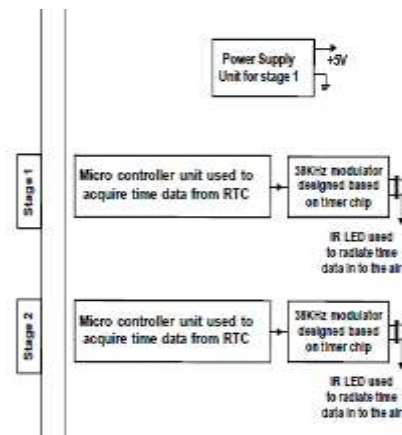 Power Supply
Unit for stage 1
+5V
Stage 1
Micro controller unit used to
acquire time data from RTC
38KHz modulator
designed based
on timer chip
IR LED used
to radiate time
data in to the air
Stage 2
Micro controller unit used to
acquire time data from RTC
38KHz modulator
designed based
on timer chip
IR LED used
to radiate time
data in to the air